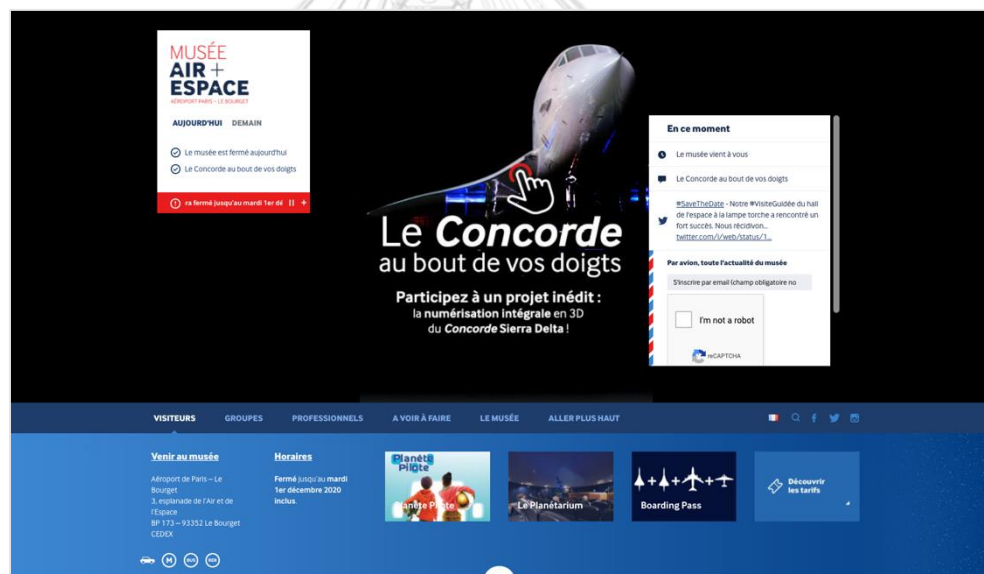 MUSÉE
AIR +
ESPACE
AÉROPORT PARIS - LE BOURGET
AUJOURD'HUI DEMAIN
Le musée est fermé aujourd'hui
Le Concorde au bout de vos doigts
ra fermé jusqu'au mardi 1er dé
Le Concorde
au bout de vos doigts
Participez à un projet inédit :
la numérisation intégrale en 3D
du Concorde Sierra Delta !
En ce moment
Le musée vient à vous
Le Concorde au bout de vos doigts
#SaveTheDate - Notre #VisiteGuidée du hall
de l'espace à la lampe torche a rencontré un
fort succès. Nous récidivon...
twitter.com/i/web/status/1...
Par avion, toute l'actualité du musée
S'inscrire par email (champ obligatoire no
I'm not a robot
reCAPTCHA
VISITEURS GROUPES PROFESSIONNELS A VOIR À FAIRE LE MUSÉE ALLER PLUS HAUT
Venir au musée
Aéroport de Paris – Le
Bourget
3, esplanade de l'Air et de
l'Espace
BP 173 – 93352 Le Bourget
CEDEX
M BUS RER
Horaires
Fermé jusqu'au mardi
1er décembre 2020
inclus.
Planète
Pilote
Planète Pilote
Le Planétarium
Boarding Pass
Découvrir
les tarifs